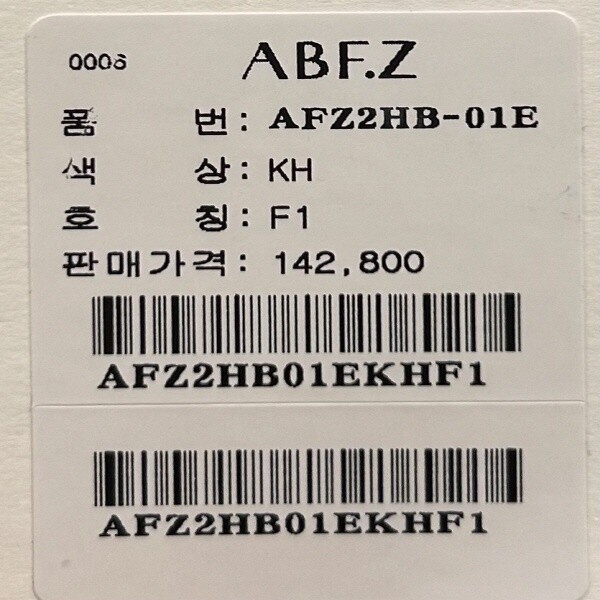 0006 ABF.Z
품 번: AFZ2HB-01E
색 상: KH
호 칭: F1
판매가격: 142,800
AFZ2HB01EKHF1
AFZ2HB01EKHF1